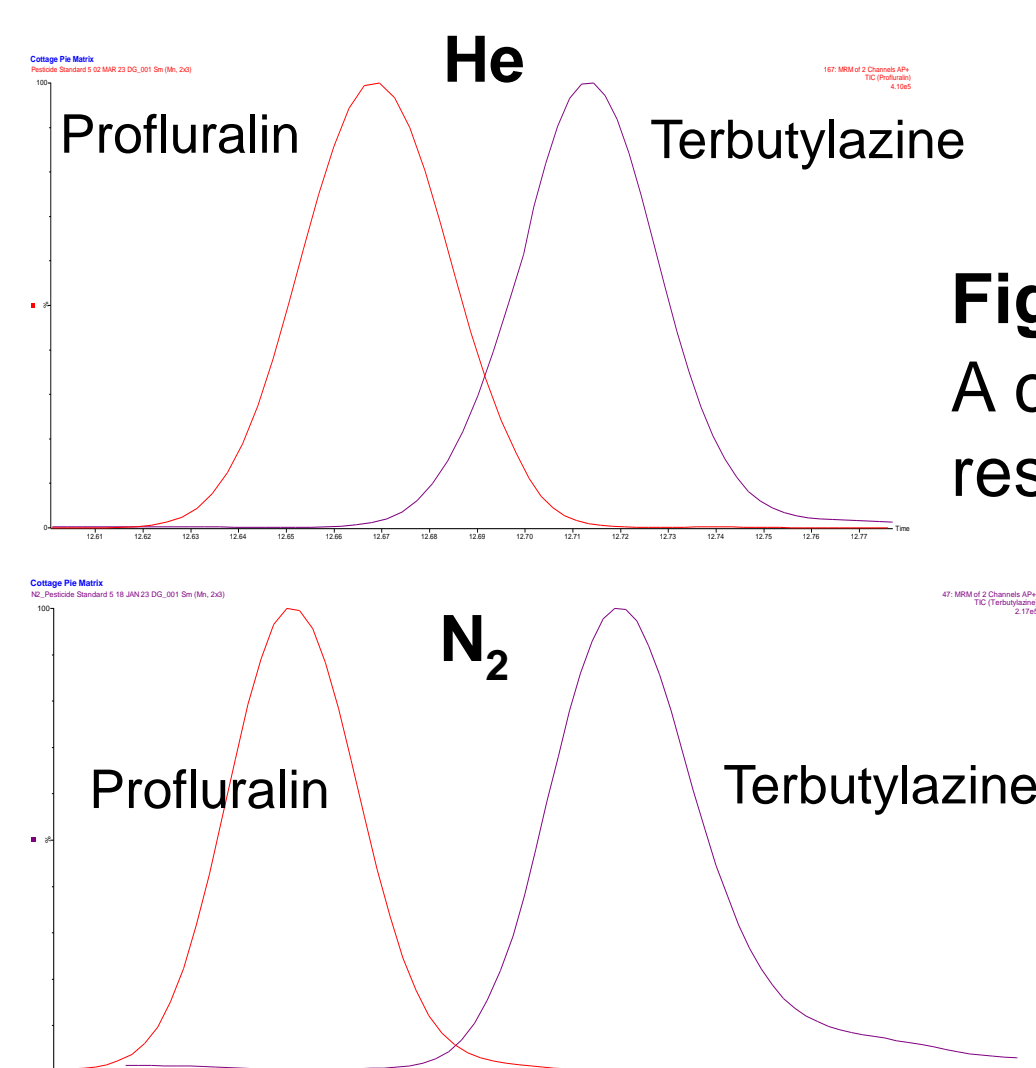 He
Cottage Pie Matrix
Pesticide Standard 5 02 MAR 23 DG_001 Sm (Mn, 2x3)
167: MRM of 2 Channels AP+
TIC (Profluralin)
4.10e5
100
Profluralin
Terbutylazine
%
0
12.61 12.62 12.63 12.64 12.65 12.66 12.67 12.68 12.69 12.70 12.71 12.72 12.73 12.74 12.75 12.76 12.77
Time
Fig
A c
res
Cottage Pie Matrix
N2_Pesticide Standard 5 18 JAN 23 DG_001 Sm (Mn, 2x3)
47: MRM of 2 Channels AP+
TIC (Terbutylazine
2.17e5
100
N2
Profluralin
Terbutylazine
%